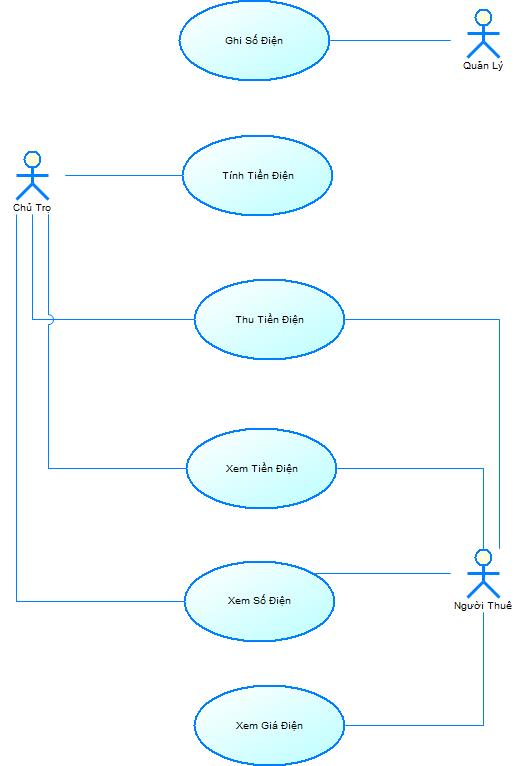 Ghi Số Điện
Quản Lý
Tính Tiền Điện
Chủ Trọ
Thu Tiền Điện
Xem Tiền Điện
Xem Số Điện
Người Thuê
Xem Giá Điện